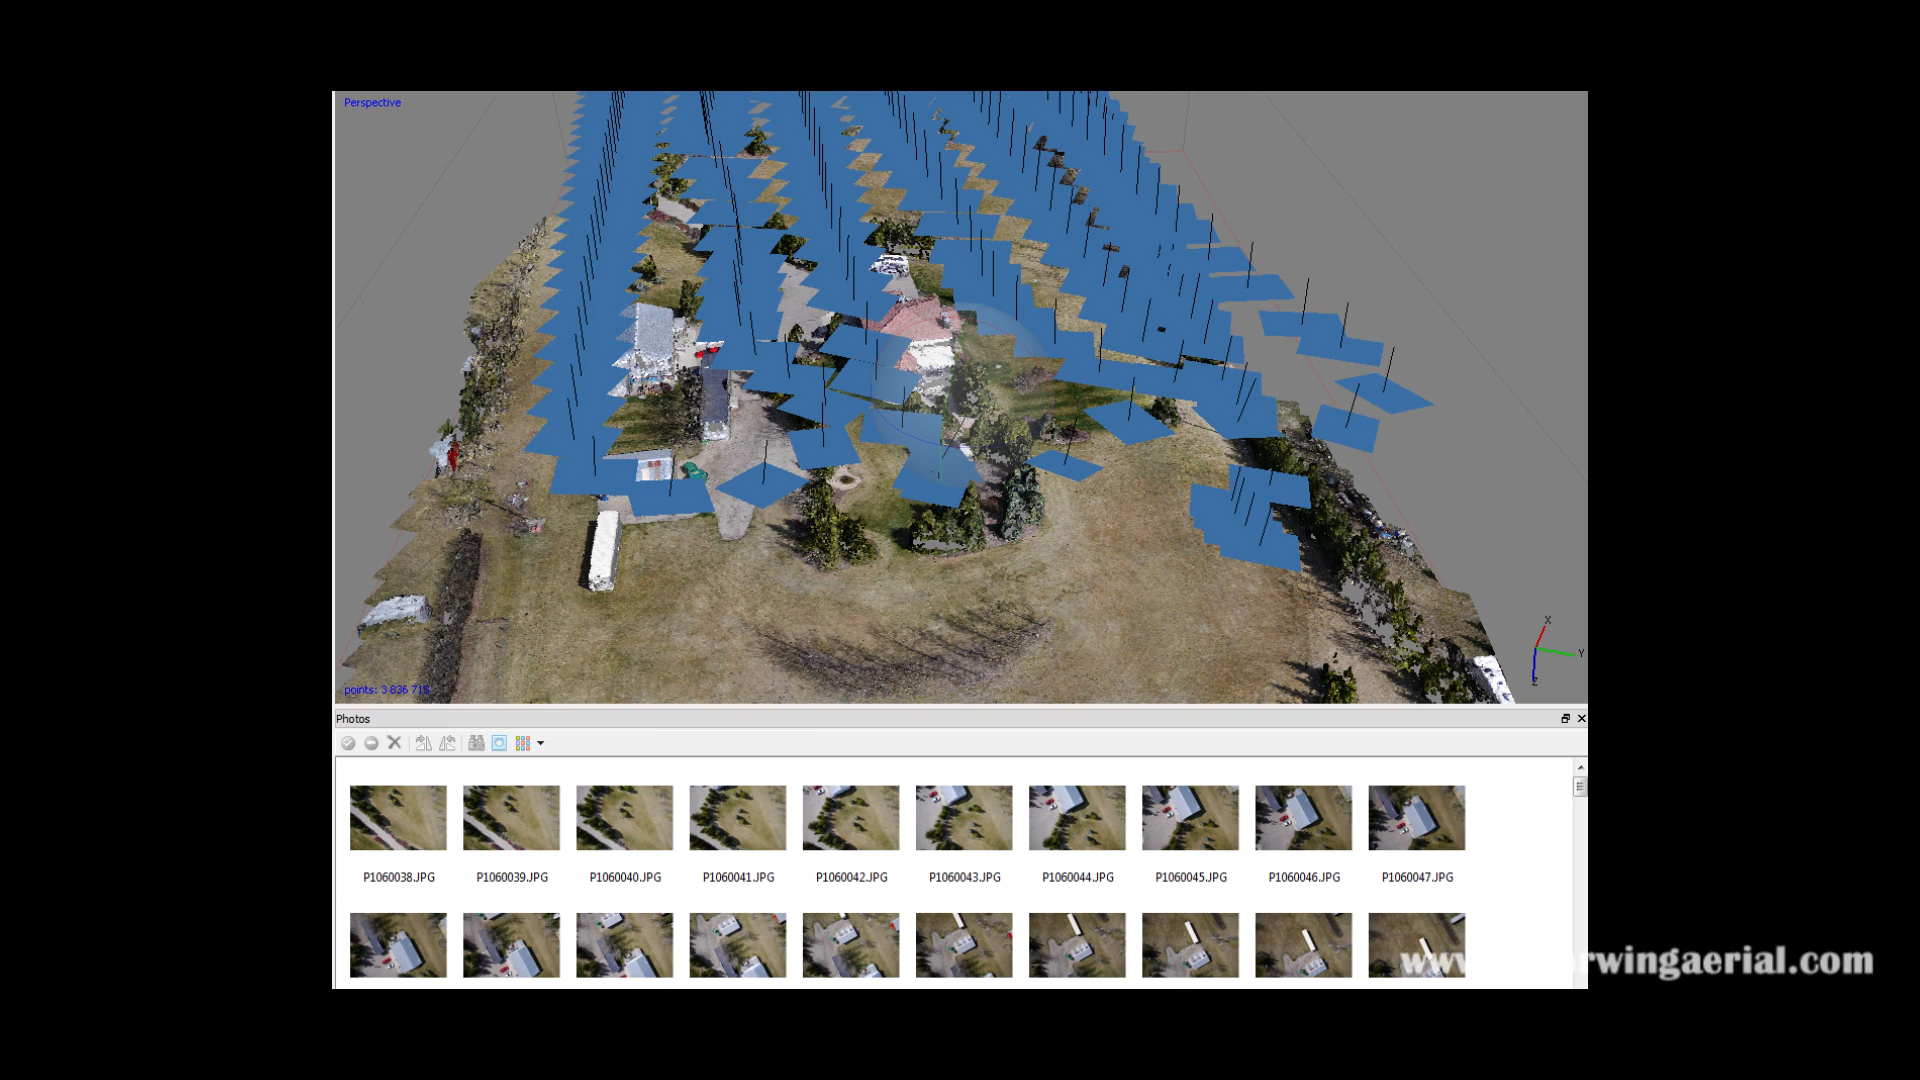 Perspective
X
Y
Z
points: 3 836 713
Photos
P1060038.JPG
P1060039.JPG
P1060040.JPG
P1060041.JPG
P1060042.JPG
P1060043.JPG
P1060044.JPG
P1060045.JPG
P1060046.JPG
P1060047.JPG
rwingaerial.com